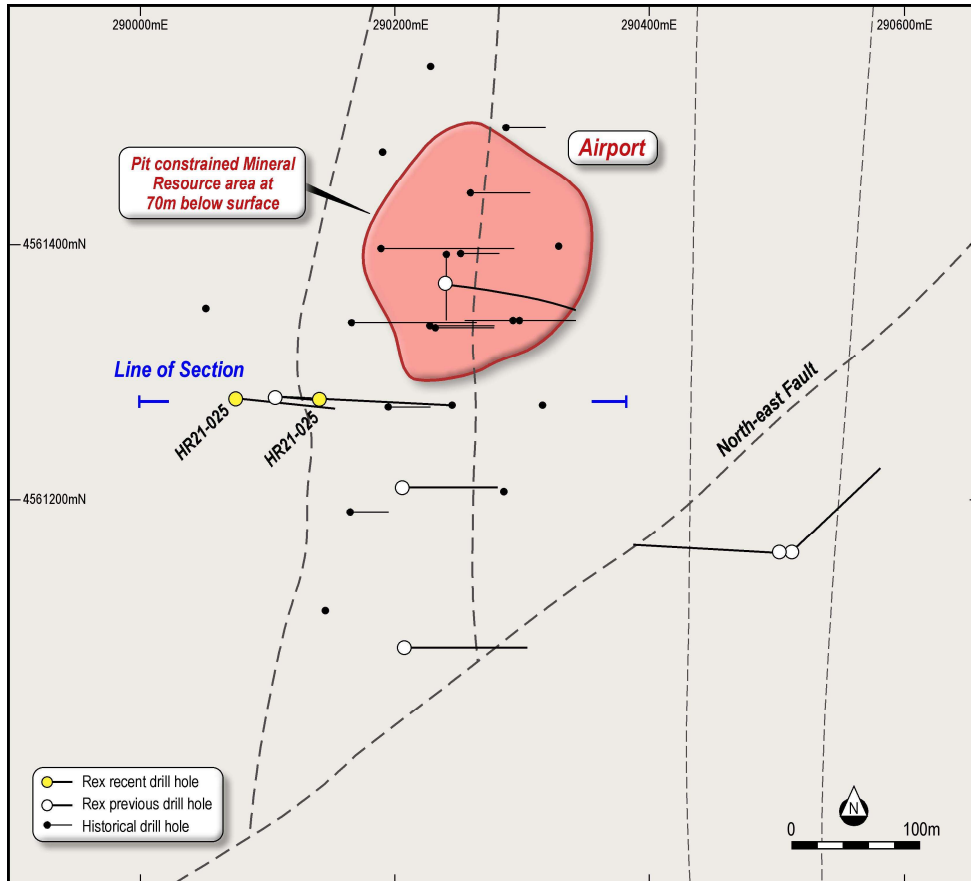 290000mE
290200mE
290400mE
290600mE
Airport
Pit constrained Mineral
Resource area at
70m below surface
4561400mN
Line of Section
HR21-025
HR21-025
North-east Fault
4561200mN
Rex recent drill hole
Rex previous drill hole
Historical drill hole
N
0
100m